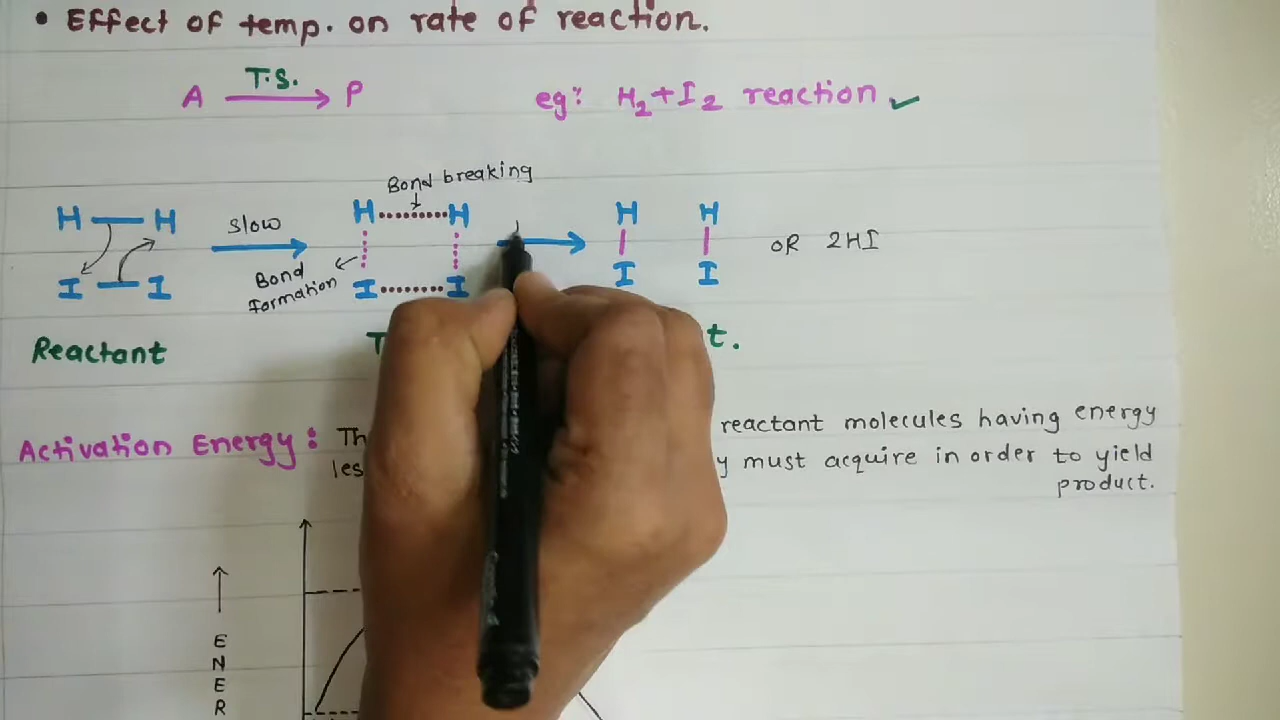 • Effect of temp. on rate of reaction.
A T.S. → P eg: H2+I2 reaction ✓
Bond breaking
H — H slow H ........ H H H OR 2HI
Bond formation
I — I I ........ I I I
Reactant
Activation Energy: reactant molecules having energy
must acquire in order to yield
product.
E
N
E
R